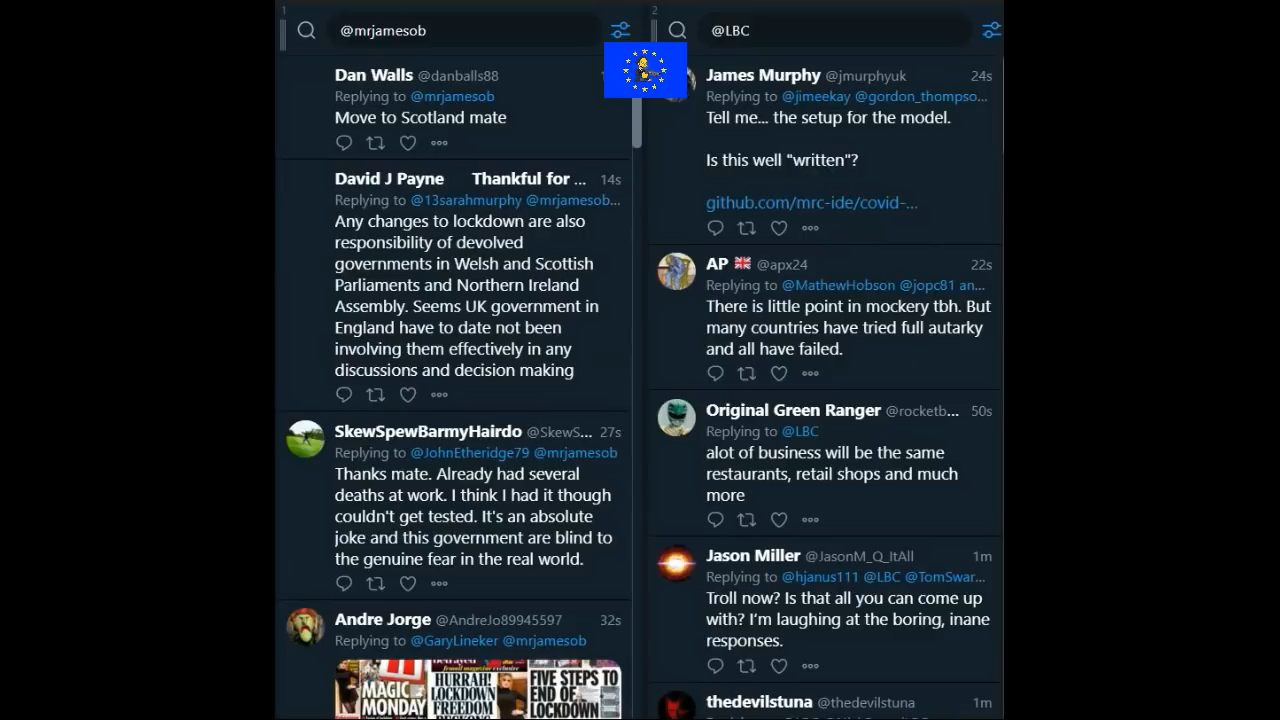 1
@mrjamesob
Dan Walls @danballs88
Replying to @mrjamesob
Move to Scotland mate
David J Payne Thankful for ... 14s
Replying to @13sarahmurphy @mrjamesob...
Any changes to lockdown are also
responsibility of devolved
governments in Welsh and Scottish
Parliaments and Northern Ireland
Assembly. Seems UK government in
England have to date not been
involving them effectively in any
discussions and decision making
SkewSpewBarmyHairdo @SkewS... 27s
Replying to @JohnEtheridge79 @mrjamesob
Thanks mate. Already had several
deaths at work. I think I had it though
couldn't get tested. It's an absolute
joke and this government are blind to
the genuine fear in the real world.
Andre Jorge @AndreJo89945597 32s
Replying to @GaryLineker @mrjamesob
MAGIC
MONDAY
HURRAH!
LOCKDOWN
FREEDOM
FIVE STEPS TO
END OF
LOCKDOWN
2
@LBC
James Murphy @jmurphyuk 24s
Replying to @jimeekay @gordon_thompso...
Tell me... the setup for the model.
Is this well "written"?
github.com/mrc-ide/covid-...
AP @apx24 22s
Replying to @MathewHobson @jopc81 an...
There is little point in mockery tbh. But
many countries have tried full autarky
and all have failed.
Original Green Ranger @rocketb... 50s
Replying to @LBC
alot of business will be the same
restaurants, retail shops and much
more
Jason Miller @JasonM_Q_ItAll 1m
Replying to @hjanus111 @LBC @TomSwar...
Troll now? Is that all you can come up
with? I'm laughing at the boring, inane
responses.
thedevilstuna @thedevilstuna 1m